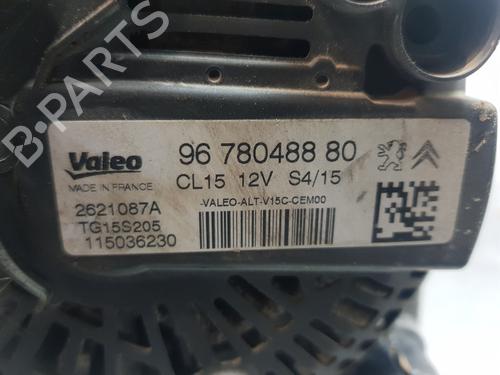 B-PARTS
Valeo
MADE IN FRANCE
96 780488 80
CL15 12V S4/15
-VALEO-ALT-V15C-CEM00
2621087A
TG15S205
115036230